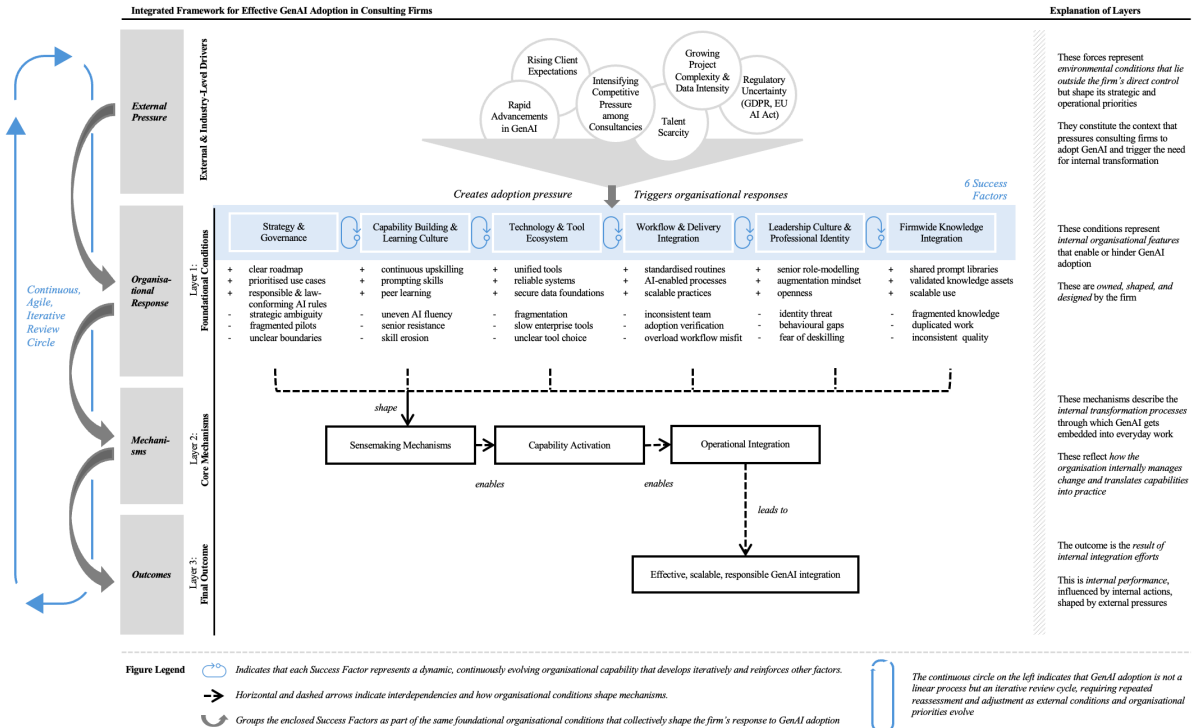 Integrated Framework for Effective GenAI Adoption in Consulting Firms
Explanation of Layers
Continuous,
Agile,
Iterative
Review
Circle
External
Pressure
External & Industry-Level Drivers
Rising Client
Expectations
Growing
Project
Complexity &
Data Intensity
Rapid
Advancements
in GenAI
Intensifying
Competitive
Pressure
among
Consultancies
Talent
Scarcity
Regulatory
Uncertainty
(GDPR, EU
AI Act)
These forces represent
environmental conditions that lie
outside the firm's direct control
but shape its strategic and
operational priorities
They constitute the context that
pressures consulting firms to
adopt GenAI and trigger the need
for internal transformation
Creates adoption pressure
Triggers organisational responses
6 Success
Factors
Organisa-
tional
Response
Layer 1:
Foundational Conditions
Strategy &
Governance
+ clear roadmap
+ prioritised use cases
+ responsible & law-
conforming AI rules
- strategic ambiguity
- fragmented pilots
- unclear boundaries
Capability Building &
Learning Culture
+ continuous upskilling
+ prompting skills
+ peer learning
- uneven AI fluency
- senior resistance
- skill erosion
Technology & Tool
Ecosystem
+ unified tools
+ reliable systems
+ secure data foundations
- fragmentation
- slow enterprise tools
- unclear tool choice
Workflow & Delivery
Integration
+ standardised routines
+ AI-enabled processes
+ scalable practices
- inconsistent team
- adoption verification
- overload workflow misfit
Leadership Culture &
Professional Identity
+ senior role-modelling
+ augmentation mindset
+ openness
- identity threat
- behavioural gaps
- fear of deskilling
Firmwide Knowledge
Integration
+ shared prompt libraries
+ validated knowledge assets
+ scalable use
- fragmented knowledge
- duplicated work
- inconsistent quality
These conditions represent
internal organisational features
that enable or hinder GenAI
adoption
These are owned, shaped, and
designed by the firm
Mechani-
sms
Layer 2:
Core Mechanisms
shape
Sensemaking Mechanisms
enables
Capability Activation
enables
Operational Integration
leads to
These mechanisms describe the
internal transformation processes
through which GenAI gets
embedded into everyday work
These reflect how the
organisation internally manages
change and translates capabilities
into practice
Outcomes
Layer 3:
Final Outcome
Effective, scalable, responsible GenAI integration
The outcome is the result of
internal integration efforts
This is internal performance,
influenced by internal actions,
shaped by external pressures
Figure Legend
Indicates that each Success Factor represents a dynamic, continuously evolving organisational capability that develops iteratively and reinforces other factors.
Horizontal and dashed arrows indicate interdependencies and how organisational conditions shape mechanisms.
Groups the enclosed Success Factors as part of the same foundational organisational conditions that collectively shape the firm's response to GenAI adoption
The continuous circle on the left indicates that GenAI adoption is not a
linear process but an iterative review cycle, requiring repeated
reassessment and adjustment as external conditions and organisational
priorities evolve